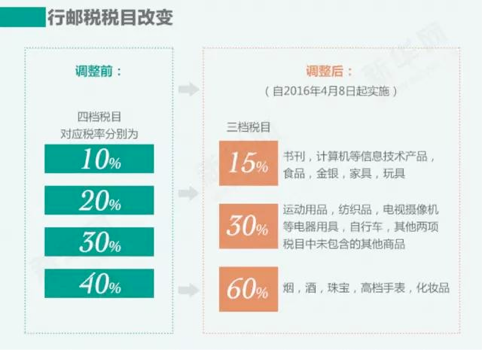 行邮税税目改变
调整前：
四档税目
对应税率分别为
10%
20%
30%
40%
调整后：
（自2016年4月8日起实施）
三档税目
15%
书刊，计算机等信息技术产品，
食品，金银，家具，玩具
30%
运动用品，纺织品，电视摄像机
等电器用具，自行车，其他两项
税目中未包含的其他商品
60%
烟，酒，珠宝，高档手表，化妆品
新华网